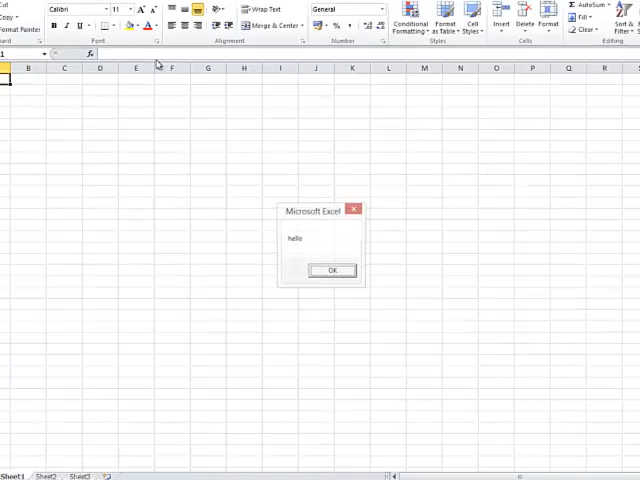 Cut
Calibri
11
A
A
Wrap Text
General
Conditional Formatting
Format as Table
Cell Styles
Insert
Delete
Format
AutoSum
Sort & Filter
Copy
Format Painter
B I U
A
Merge & Center
$ % ,
Fill
Clear
Font
Alignment
Number
Styles
Cells
Editing
fx
B C D E F G H I J K L M N O P Q R
Microsoft Excel
hello
OK
Sheet1 Sheet2 Sheet3